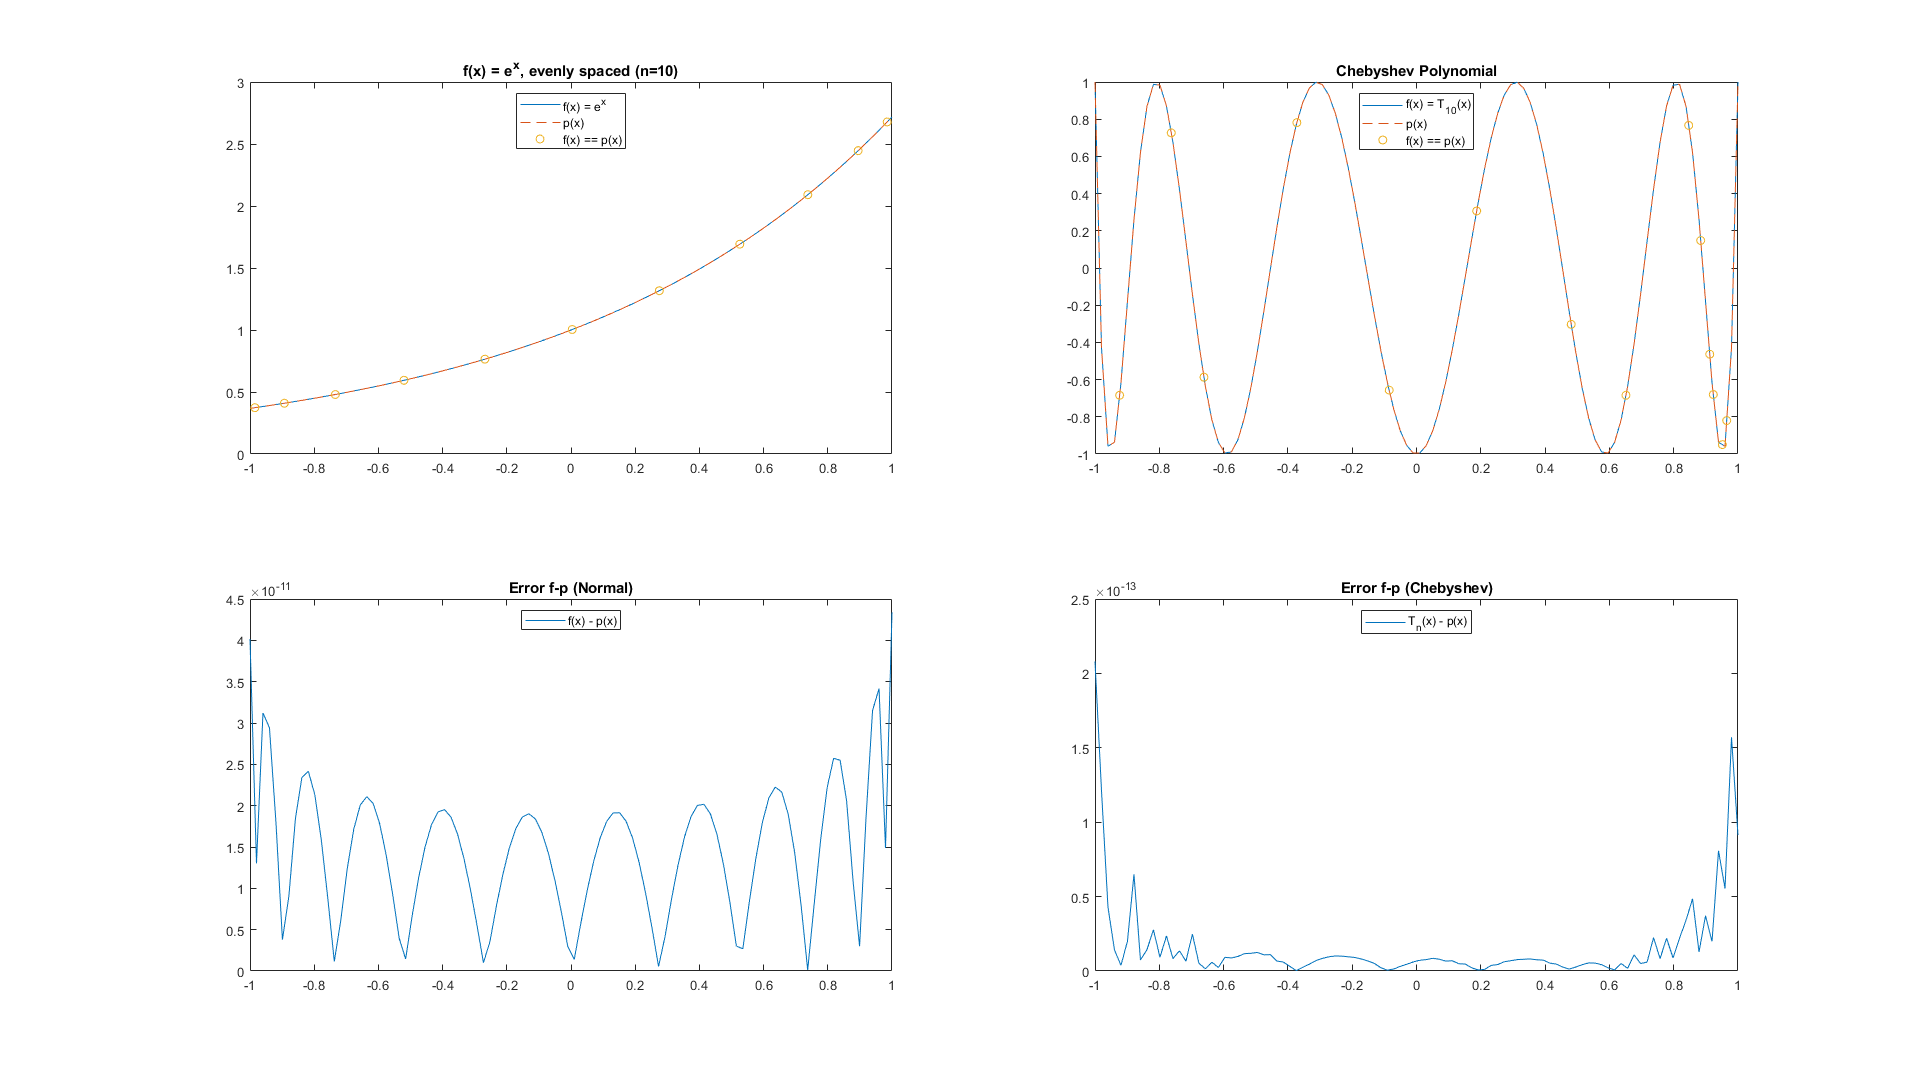 f(x) = e^x, evenly spaced (n=10)
f(x) = e^x
p(x)
f(x) == p(x)
3
2.5
2
1.5
1
0.5
0
-1 -0.8 -0.6 -0.4 -0.2 0 0.2 0.4 0.6 0.8 1
Chebyshev Polynomial
f(x) = T_10(x)
p(x)
f(x) == p(x)
1
0.8
0.6
0.4
0.2
0
-0.2
-0.4
-0.6
-0.8
-1
-1 -0.8 -0.6 -0.4 -0.2 0 0.2 0.4 0.6 0.8 1
Error f-p (Normal)
×10^-11
f(x) - p(x)
4.5
4
3.5
3
2.5
2
1.5
1
0.5
0
-1 -0.8 -0.6 -0.4 -0.2 0 0.2 0.4 0.6 0.8 1
Error f-p (Chebyshev)
×10^-13
T_n(x) - p(x)
2.5
2
1.5
1
0.5
0
-1 -0.8 -0.6 -0.4 -0.2 0 0.2 0.4 0.6 0.8 1